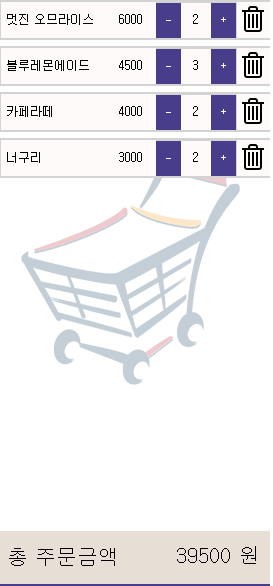 멋진 오므라이스 6000 - 2 +
블루레몬에이드 4500 - 3 +
카페라떼 4000 - 2 +
너구리 3000 - 2 +
총 주문금액 39500 원